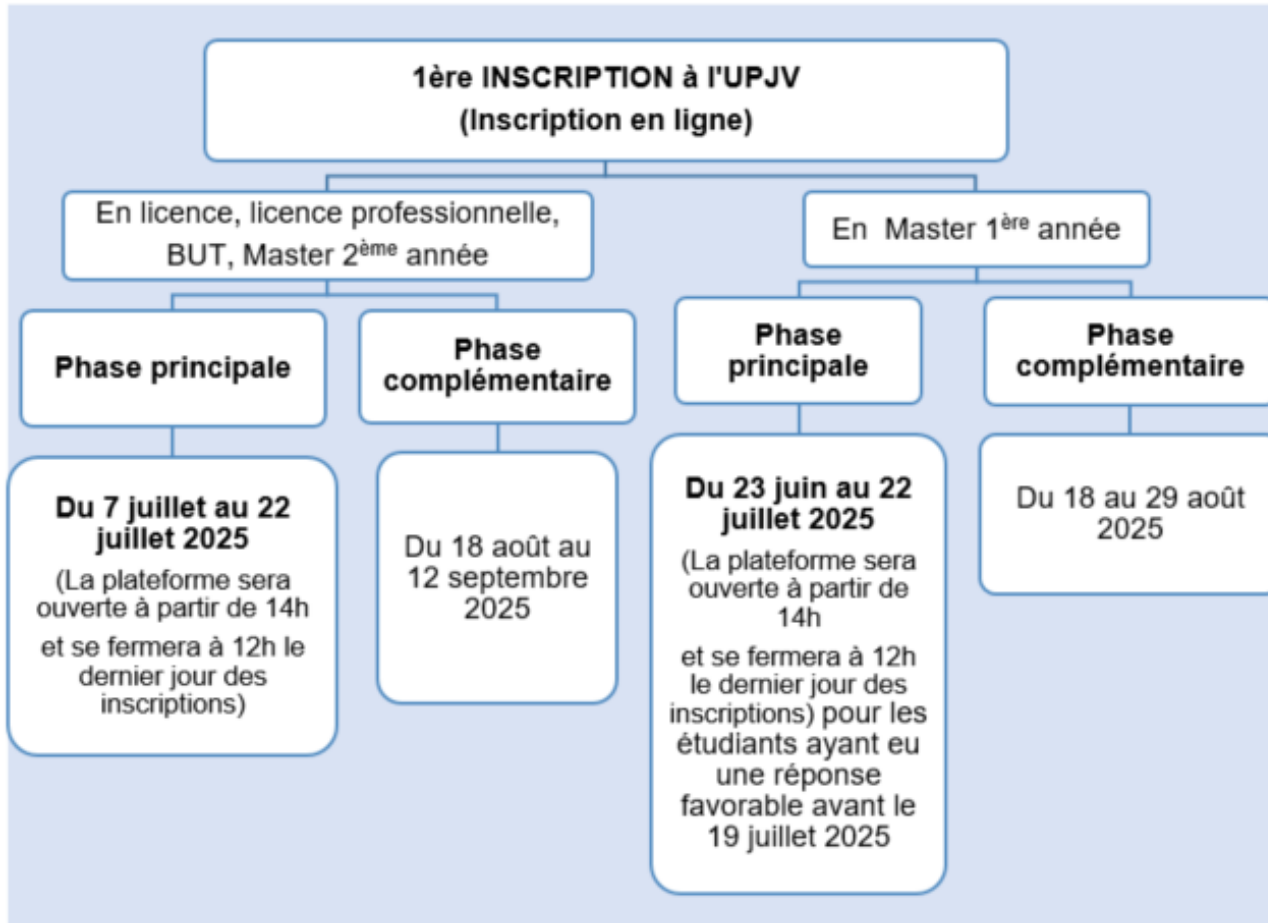 1ère INSCRIPTION à l'UPJV
(Inscription en ligne)
En licence, licence professionnelle,
BUT, Master 2ème année
En Master 1ère année
Phase principale
Phase
complémentaire
Phase
principale
Phase
complémentaire
Du 7 juillet au 22
juillet 2025
(La plateforme sera
ouverte à partir de 14h
et se fermera à 12h le
dernier jour des
inscriptions)
Du 18 août au
12 septembre
2025
Du 23 juin au 22
juillet 2025
(La plateforme sera
ouverte à partir de
14h
et se fermera à 12h
le dernier jour des
inscriptions) pour les
étudiants ayant eu
une réponse
favorable avant le
19 juillet 2025
Du 18 au 29 août
2025